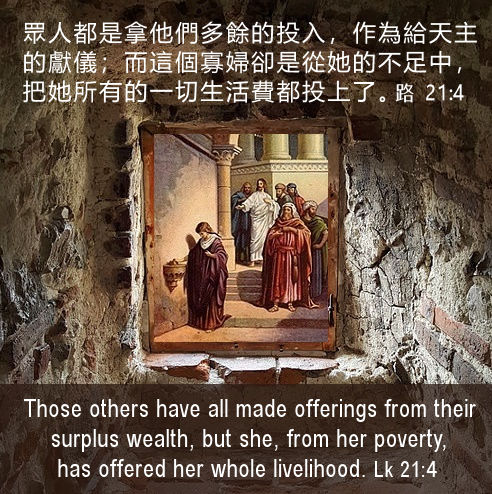 眾人都是拿他們多餘的投入，作為給天主
的獻儀；而這個寡婦卻是從她的不足中，
把她所有的一切生活費都投上了。路 21:4
Those others have all made offerings from their
surplus wealth, but she, from her poverty,
has offered her whole livelihood. Lk 21:4